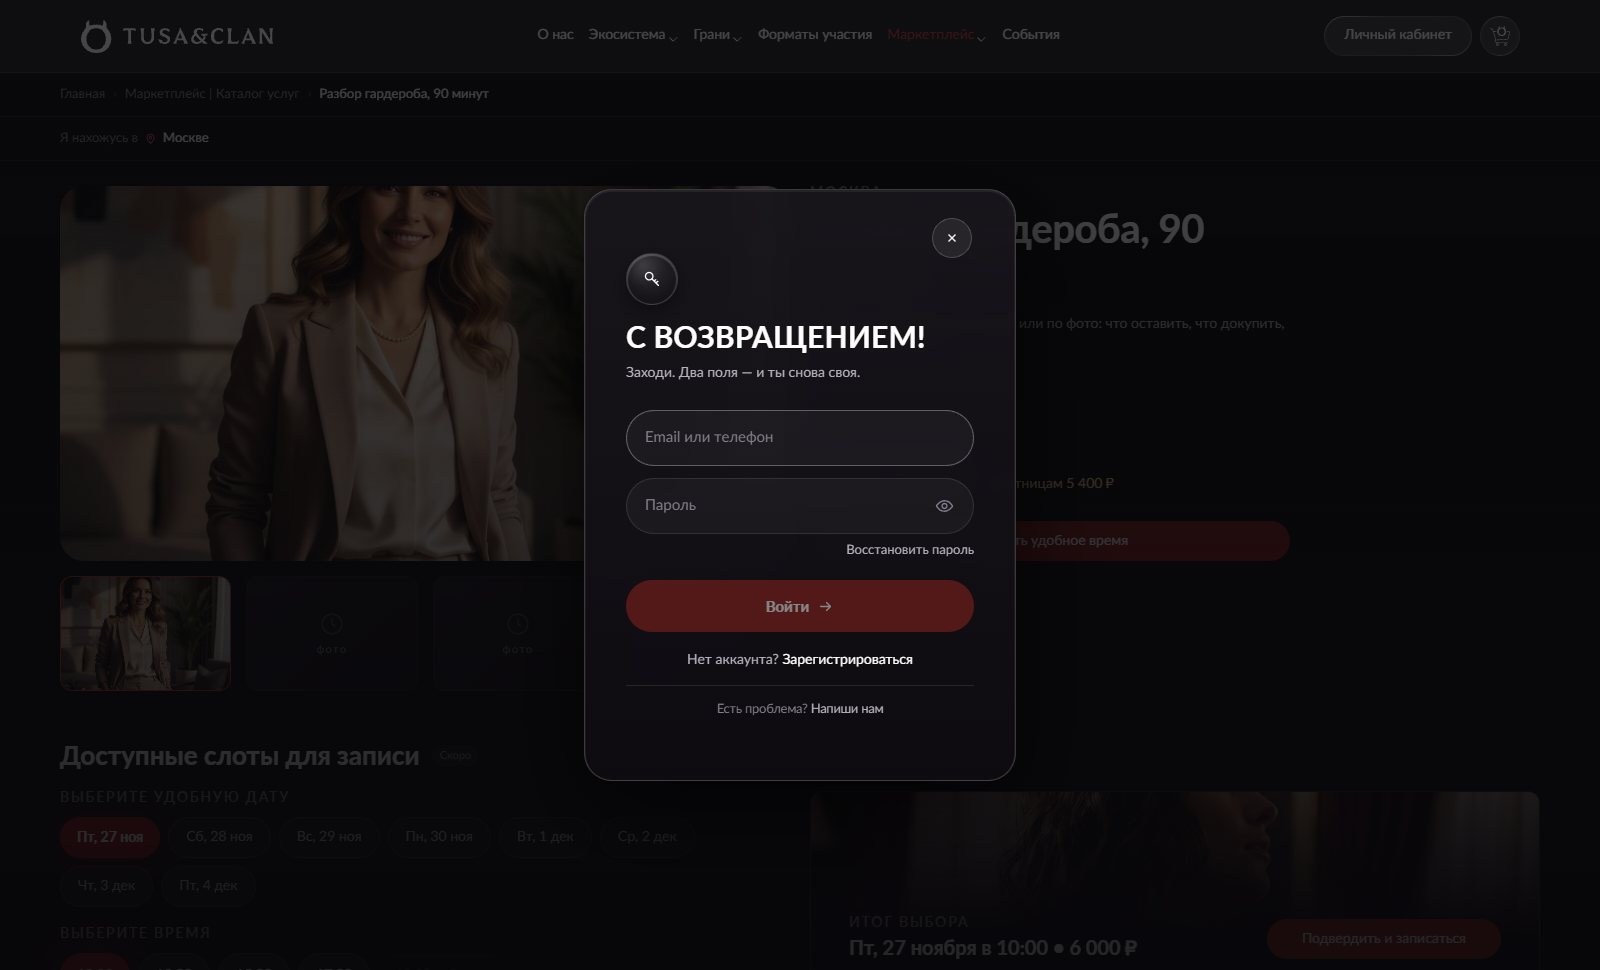 TUSA&CLAN
О нас Экосистема Грани Форматы участия Маркетплейс События
Личный кабинет
Главная Маркетплейс | Каталог услуг Разбор гардероба, 90 минут
Я нахожусь в Москве
МОСКВА
дероба, 90
или по фото: что оставить, что докупить,
С ВОЗВРАЩЕНИЕМ!
Заходи. Два поля — и ты снова своя.
Email или телефон
Пароль
тницам 5 400 ₽
ть удобное время
Восстановить пароль
Войти →
Нет аккаунта? Зарегистрироваться
Есть проблема? Напиши нам
ФОТО
ФОТО
Доступные слоты для записи Скоро
ВЫБЕРИТЕ УДОБНУЮ ДАТУ
Пт, 27 ноя Сб, 28 ноя Вс, 29 ноя Пн, 30 ноя Вт, 1 дек Ср, 2 дек
Чт, 3 дек Пт, 4 дек
ВЫБЕРИТЕ ВРЕМЯ
ИТОГ ВЫБОРА
Пт, 27 ноября в 10:00 • 6 000 ₽
Подтвердить и записаться